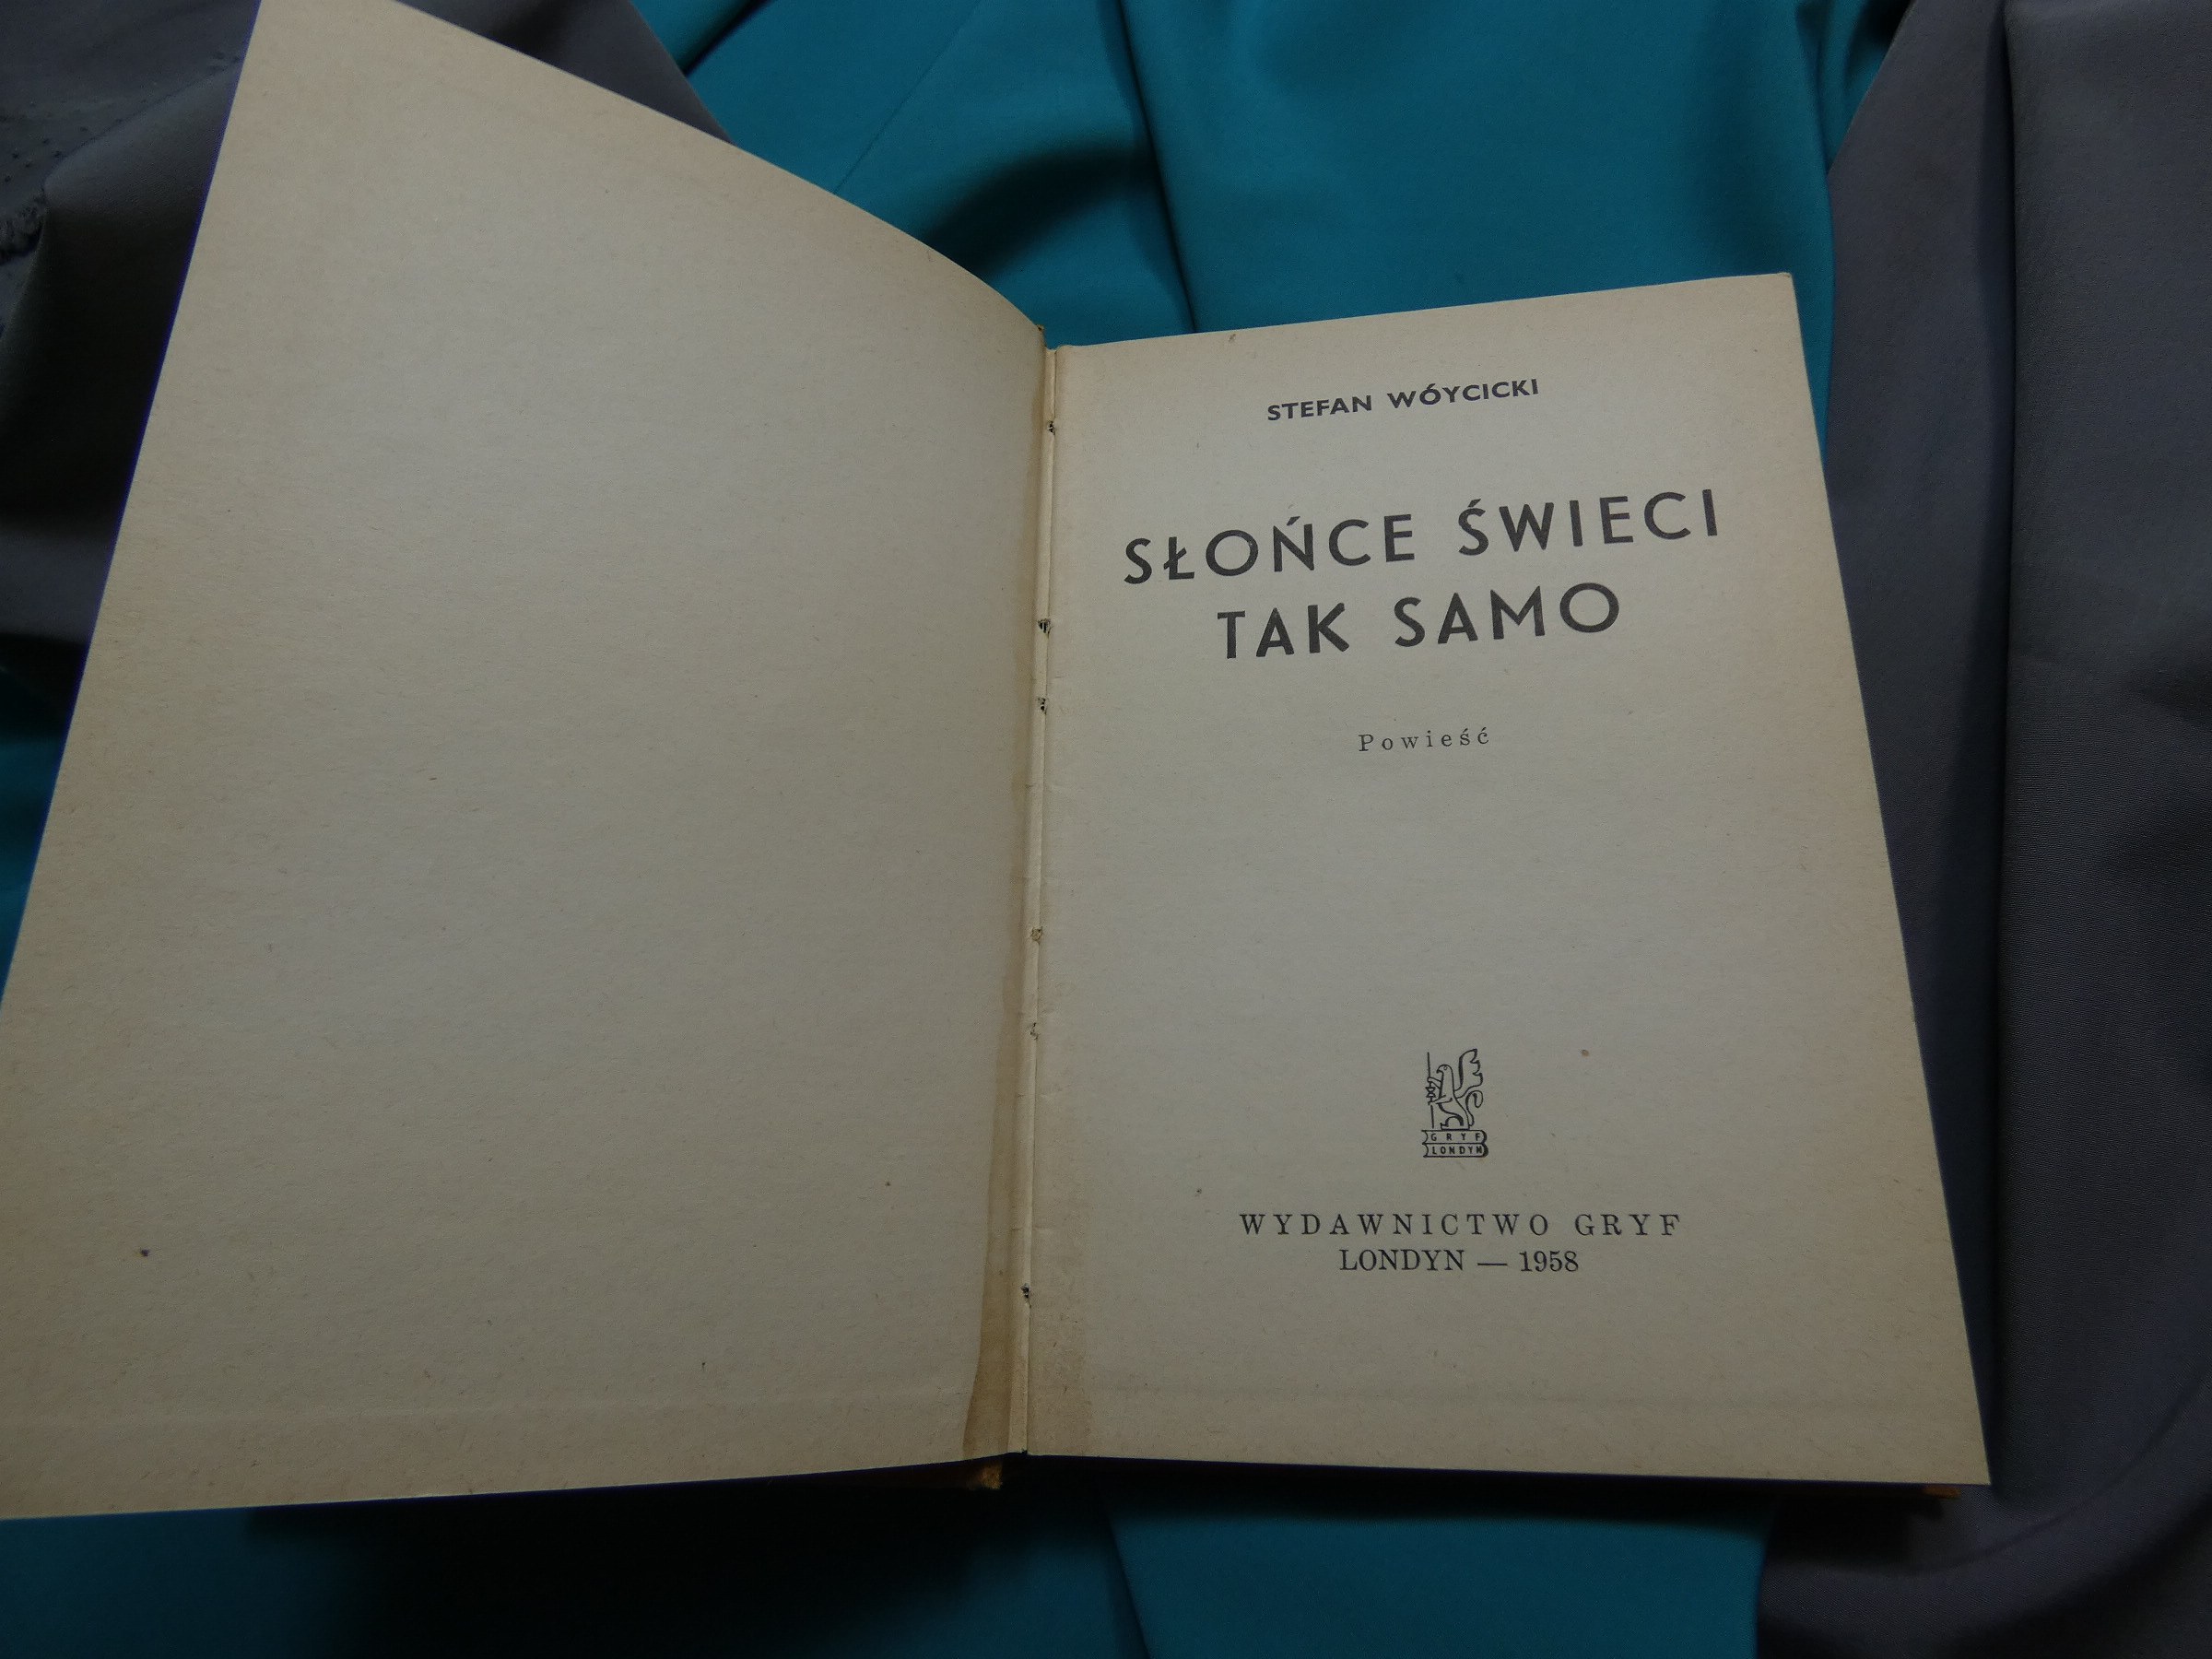 STEFAN WÓYCICKI
SŁOŃCE ŚWIECI
TAK SAMO
Powieść
GRYF
LONDYN
WYDAWNICTWO GRYF
LONDYN — 1958